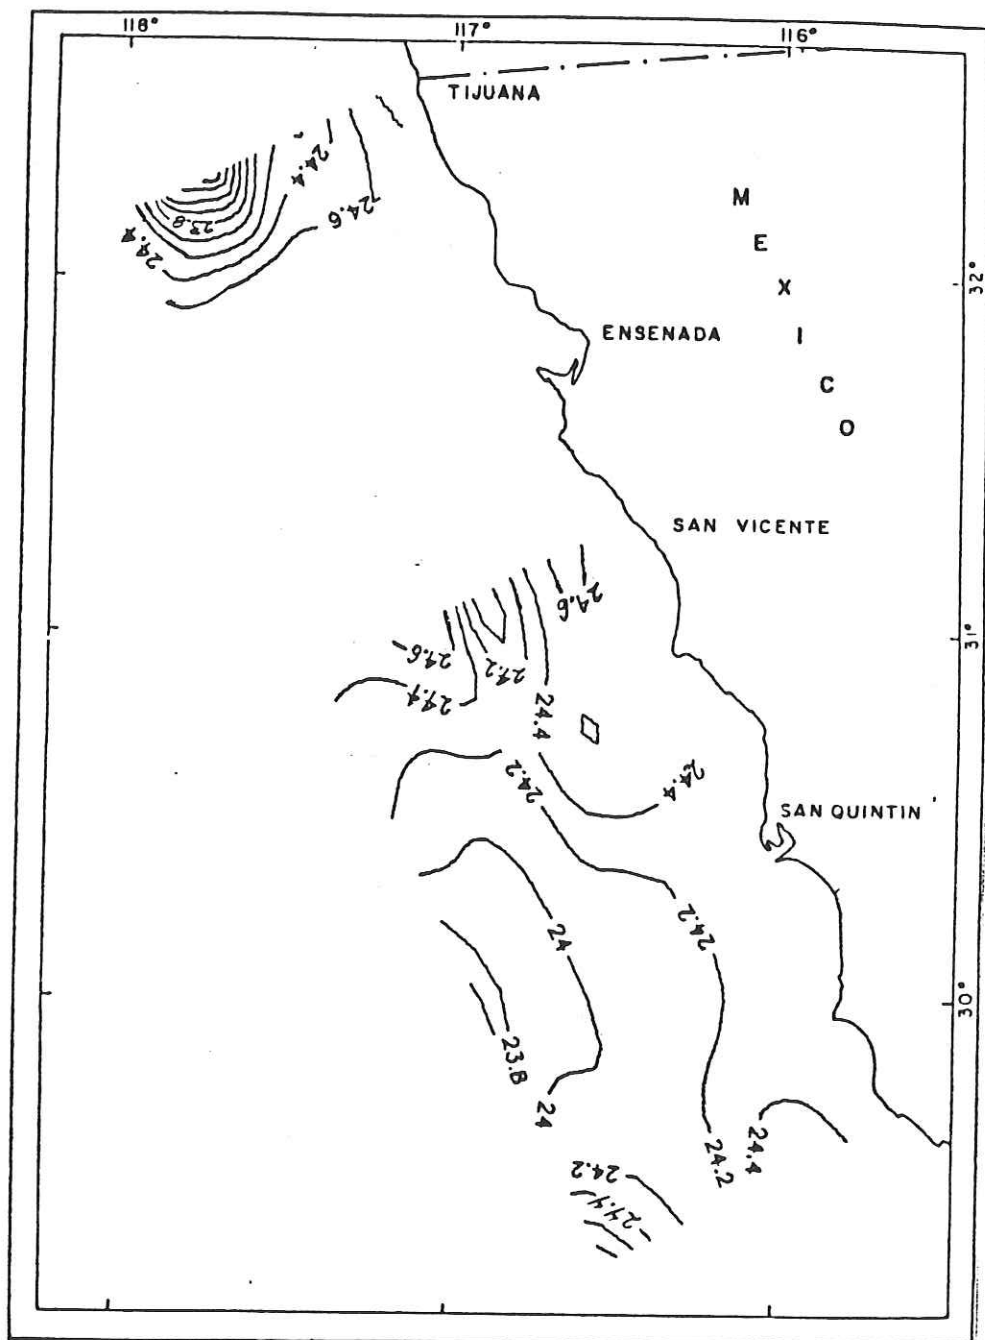 118° 117° 116°
TIJUANA
M
E
X
I
C
O
24.4
24.6
23.8
24.4
32°
ENSENADA
SAN VICENTE
24.6
24.6
24.2
24.4
31°
24.4
24.2
24.4
SAN QUINTIN
24.2
24
30°
23.8
24
24.2
24.4
24.2
24.4